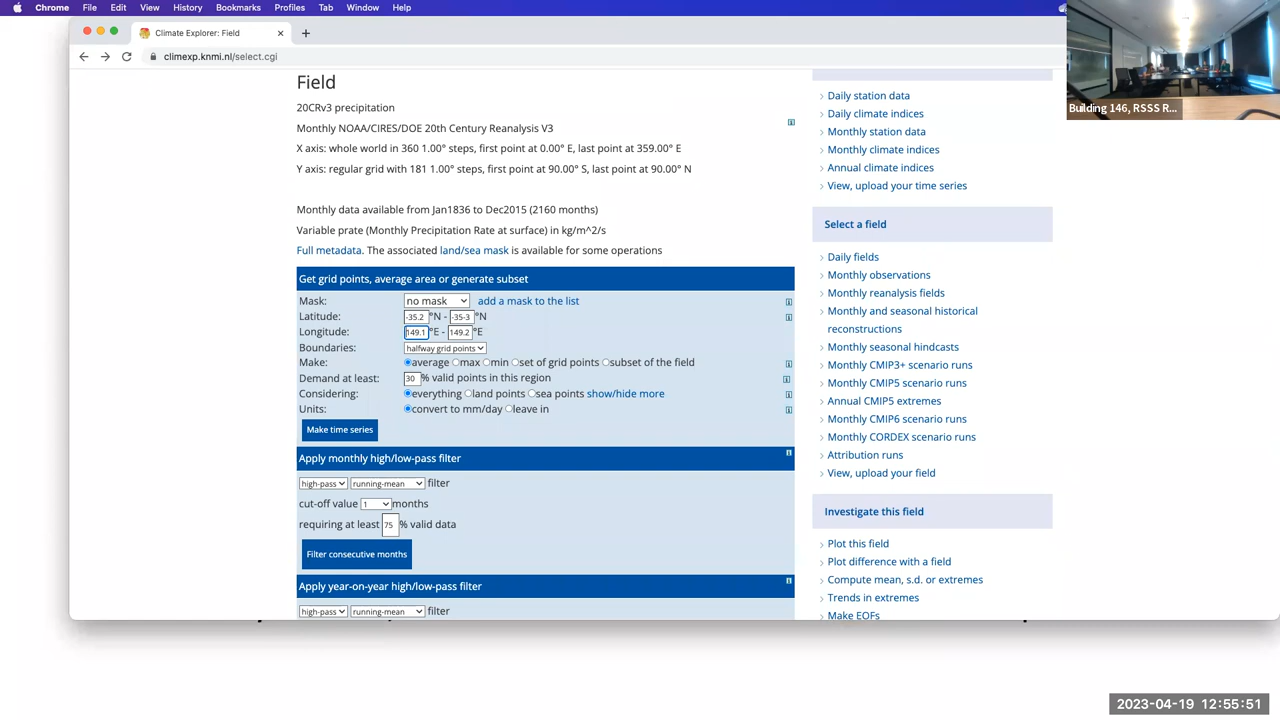 Chrome File Edit View History Bookmarks Profiles Tab Window Help
Climate Explorer: Field
climexp.knmi.nl/select.cgi
Building 146, RSSS R...
Field
20CRv3 precipitation
Monthly NOAA/CIRES/DOE 20th Century Reanalysis V3
X axis: whole world in 360 1.00° steps, first point at 0.00° E, last point at 359.00° E
Y axis: regular grid with 181 1.00° steps, first point at 90.00° S, last point at 90.00° N
Monthly data available from Jan1836 to Dec2015 (2160 months)
Variable prate (Monthly Precipitation Rate at surface) in kg/m^2/s
Full metadata. The associated land/sea mask is available for some operations
Get grid points, average area or generate subset
Mask: no mask add a mask to the list
Latitude: -35.2 °N - -35-3 °N
Longitude: 149.1 °E - 149.2 °E
Boundaries: halfway grid points
Make: average max min set of grid points subset of the field
Demand at least: 30 % valid points in this region
Considering: everything land points sea points show/hide more
Units: convert to mm/day leave in
Make time series
Apply monthly high/low-pass filter
high-pass running-mean filter
cut-off value 1 months
requiring at least 75 % valid data
Filter consecutive months
Apply year-on-year high/low-pass filter
high-pass running-mean filter
Daily station data
Daily climate indices
Monthly station data
Monthly climate indices
Annual climate indices
View, upload your time series
Select a field
Daily fields
Monthly observations
Monthly reanalysis fields
Monthly and seasonal historical
reconstructions
Monthly seasonal hindcasts
Monthly CMIP3+ scenario runs
Monthly CMIP5 scenario runs
Annual CMIP5 extremes
Monthly CMIP6 scenario runs
Monthly CORDEX scenario runs
Attribution runs
View, upload your field
Investigate this field
Plot this field
Plot difference with a field
Compute mean, s.d. or extremes
Trends in extremes
Make EOFs
2023-04-19 12:55:51